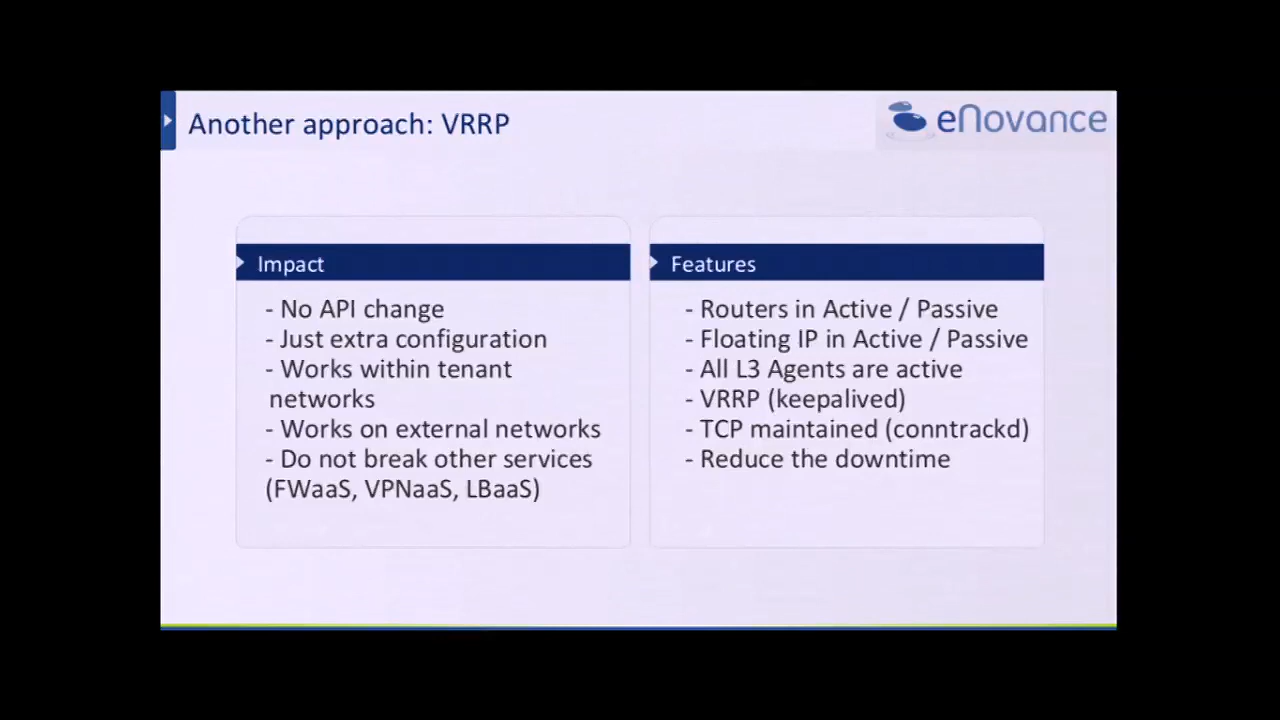 Another approach: VRRP
eNovance
Impact
- No API change
- Just extra configuration
- Works within tenant
networks
- Works on external networks
- Do not break other services
(FWaaS, VPNaaS, LBaaS)
Features
- Routers in Active / Passive
- Floating IP in Active / Passive
- All L3 Agents are active
- VRRP (keepalived)
- TCP maintained (conntrackd)
- Reduce the downtime